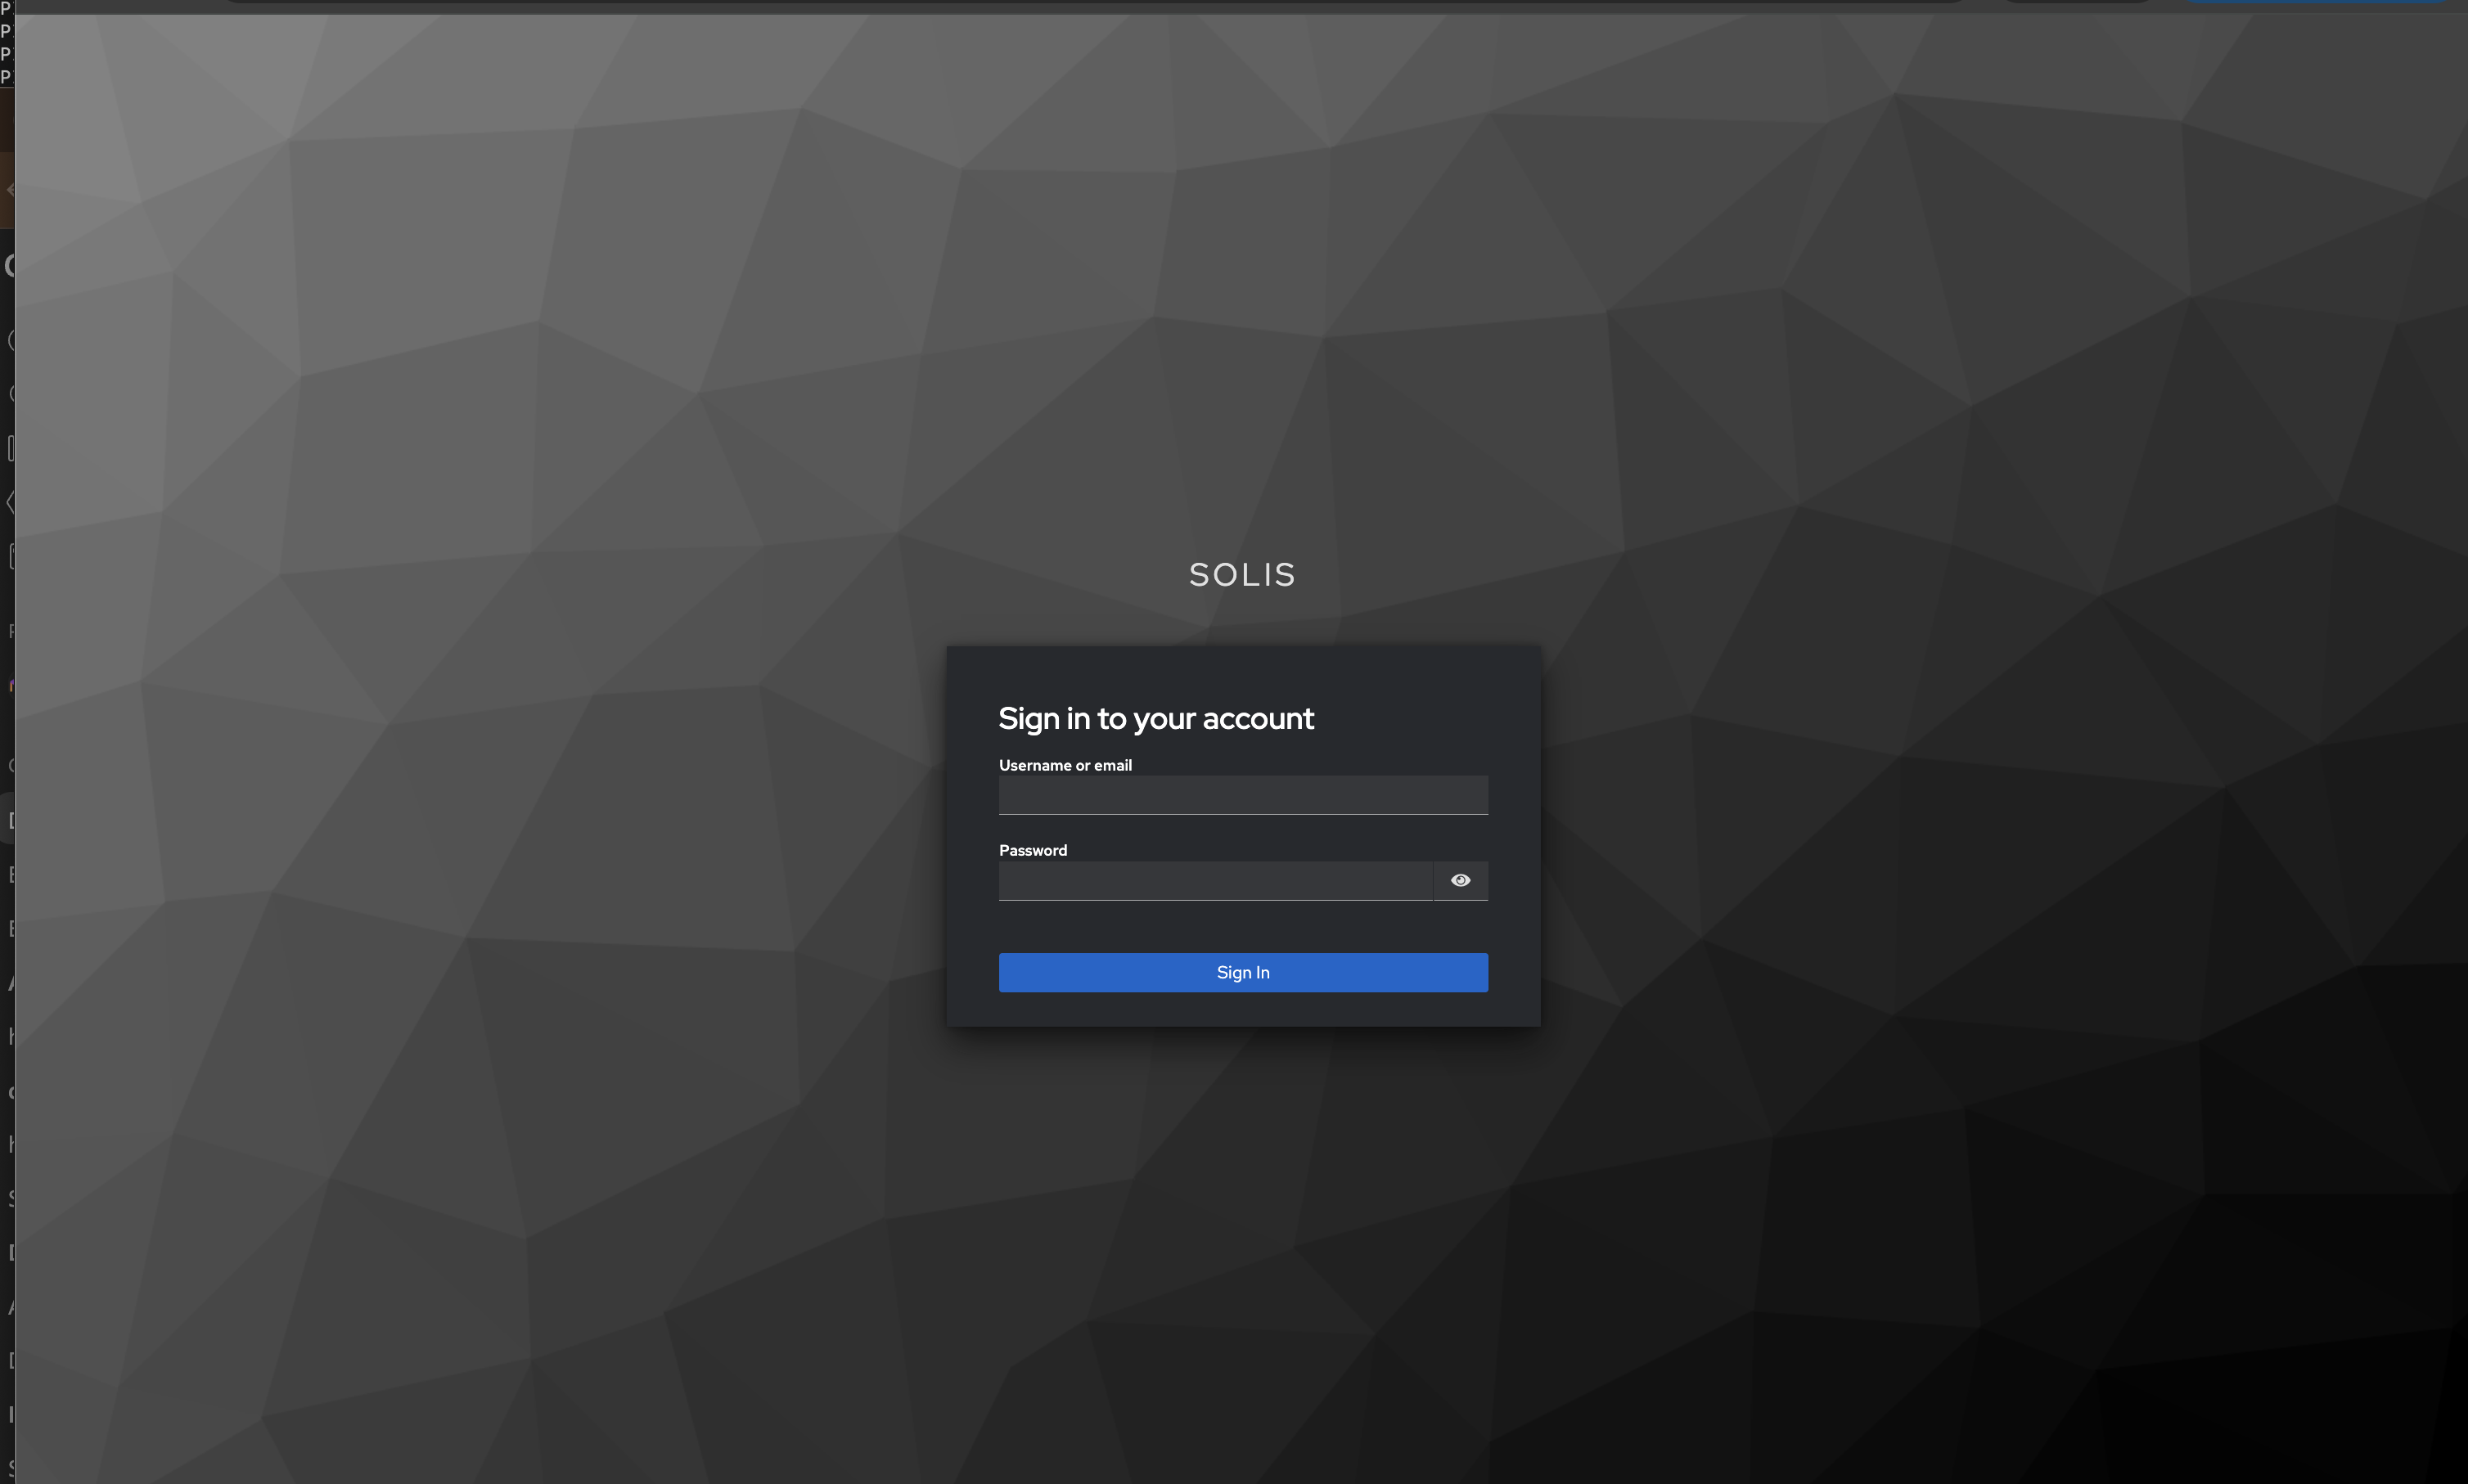 P
P
P
P
SOLIS
Sign in to your account
Username or email
Password
Sign In